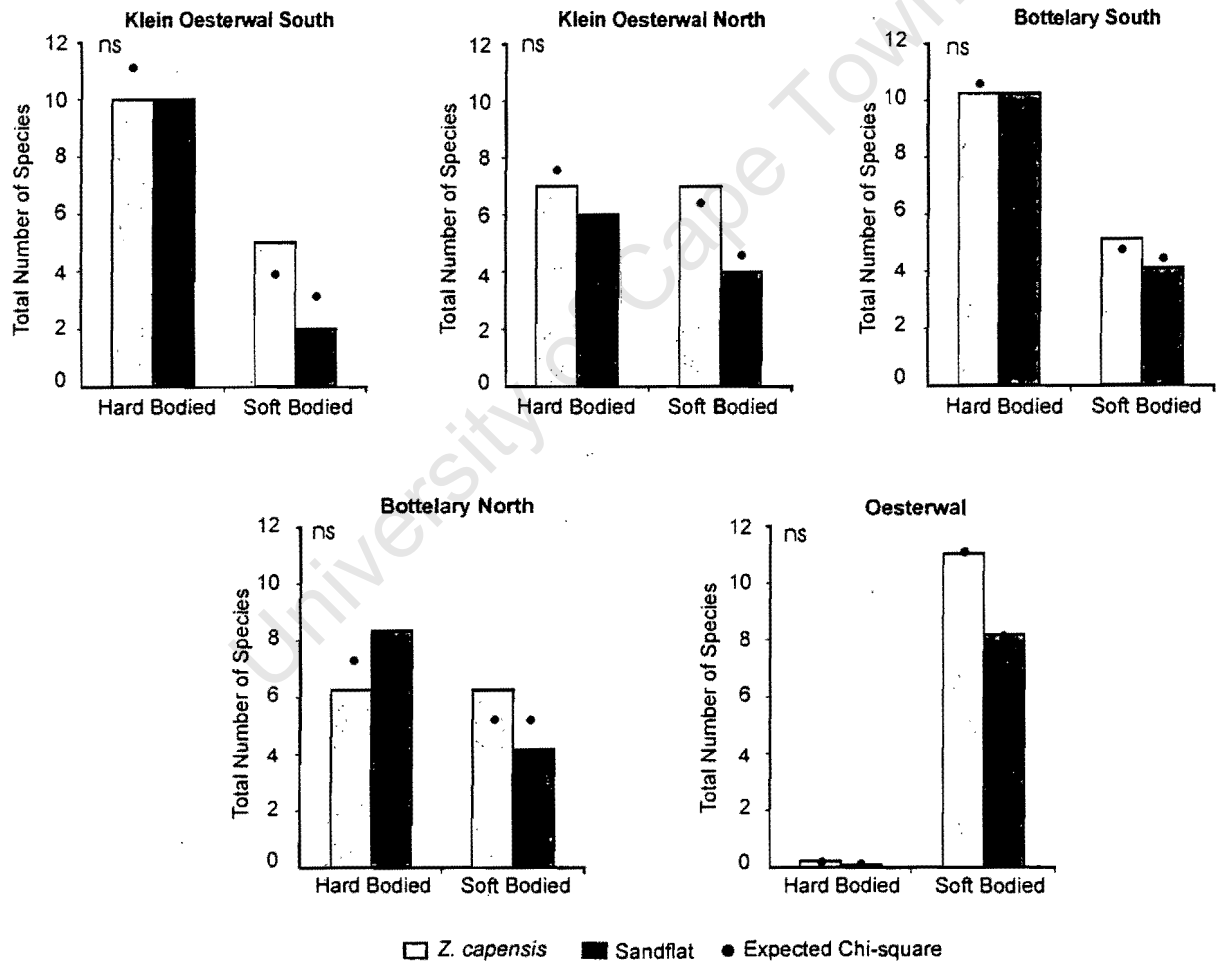 Klein Oesterwal South
12
ns
10
8
6
4
2
0
Total Number of Species
Hard Bodied Soft Bodied
Klein Oesterwal North
12
ns
10
8
6
4
2
0
Total Number of Species
Hard Bodied Soft Bodied
Bottelary South
12
ns
10
8
6
4
2
0
Total Number of Species
Hard Bodied Soft Bodied
Bottelary North
12
ns
10
8
6
4
2
0
Total Number of Species
Hard Bodied Soft Bodied
Oesterwal
12
ns
10
8
6
4
2
0
Total Number of Species
Hard Bodied Soft Bodied
Z. capensis Sandflat Expected Chi-square
University of Cape Town